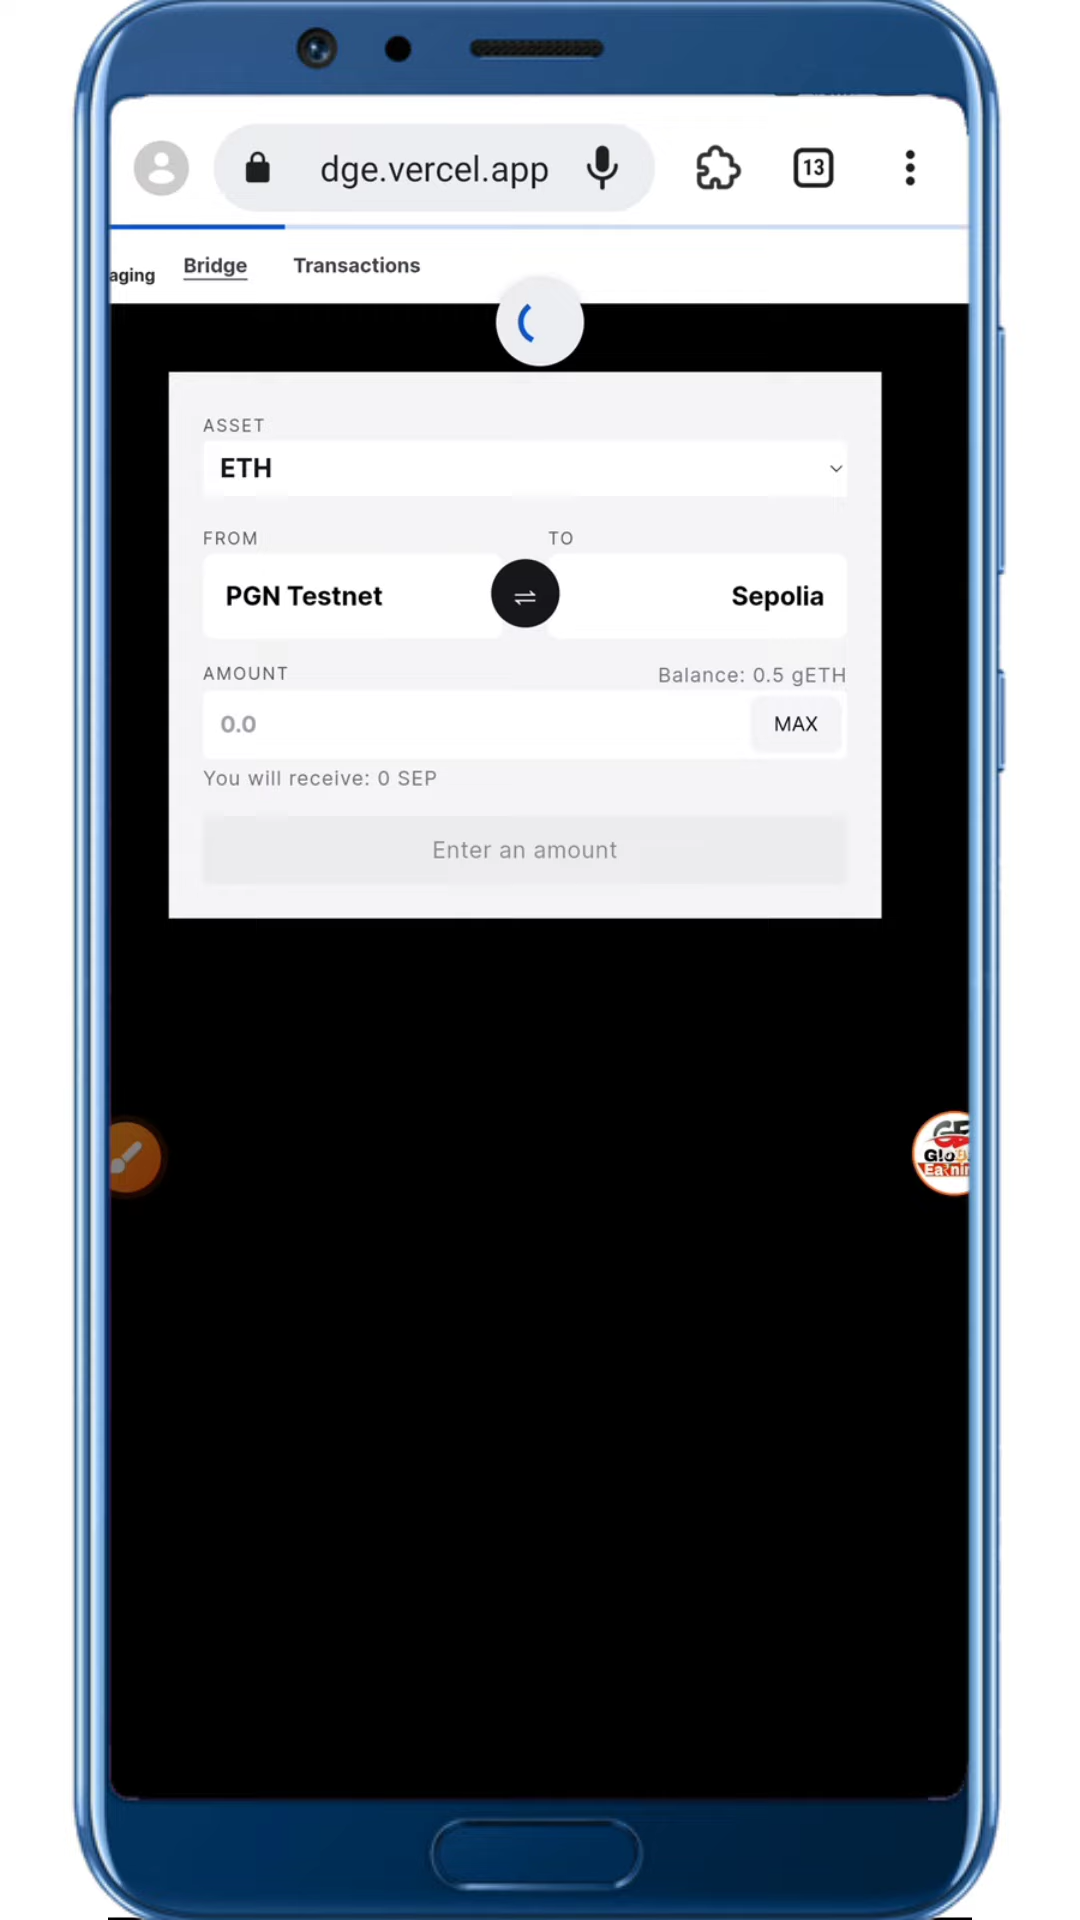 dge.vercel.app
13
aging Bridge Transactions
ASSET
ETH
FROM TO
PGN Testnet Sepolia
AMOUNT Balance: 0.5 gETH
0.0 MAX
You will receive: 0 SEP
Enter an amount